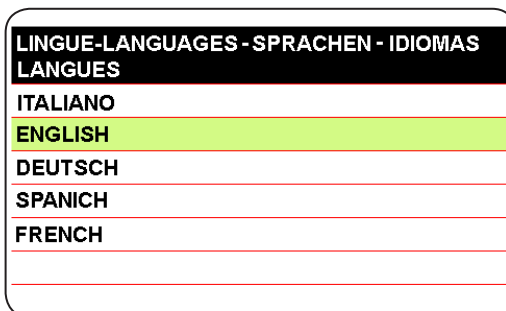 LINGUE-LANGUAGES - SPRACHEN - IDIOMAS
LANGUES
ITALIANO
ENGLISH
DEUTSCH
SPANICH
FRENCH